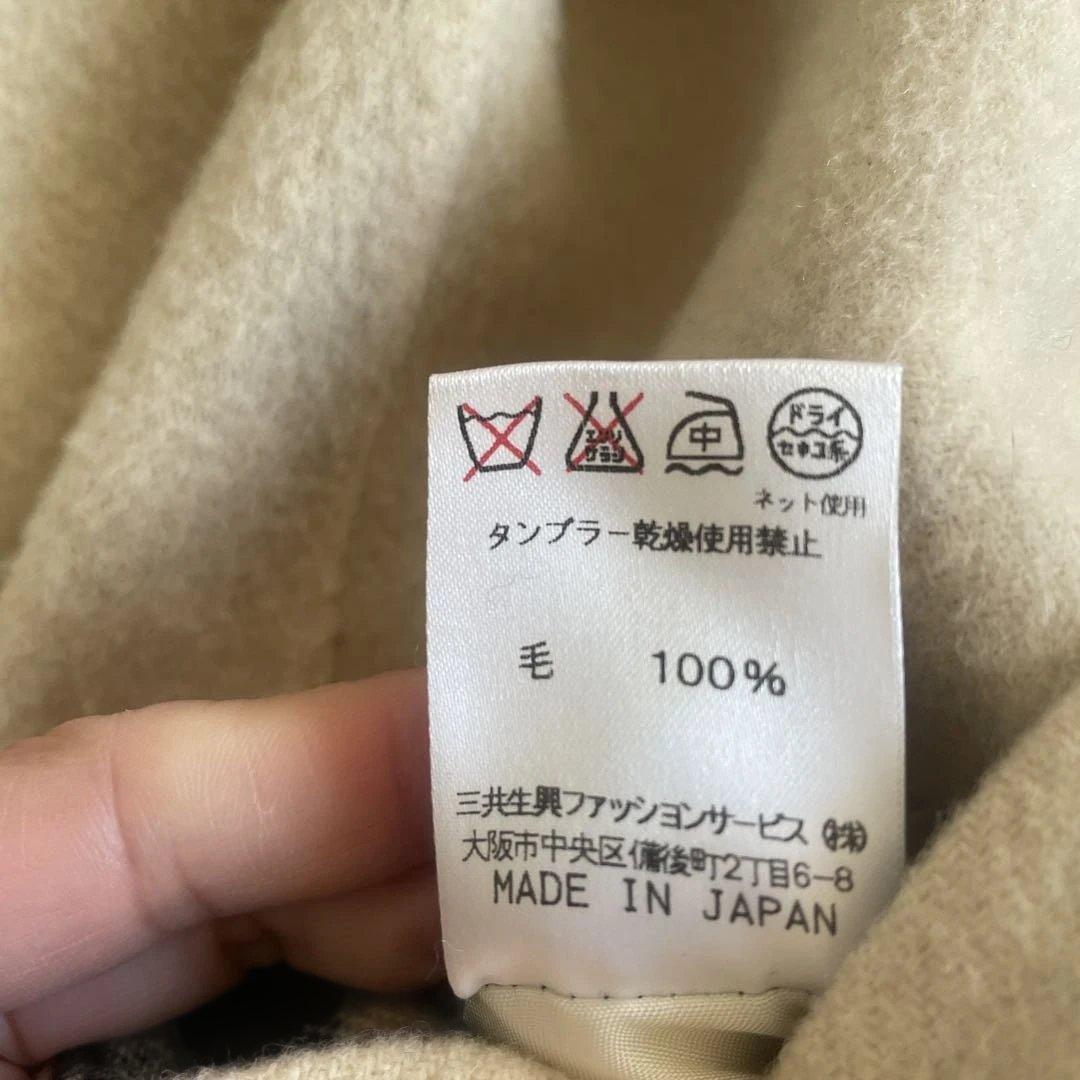 エンソ
サラシ
中
ドライ
セキユ系
ネット使用
タンブラー乾燥使用禁止
毛 100%
三共生興ファッションサービス㈱
大阪市中央区備後町2丁目6-8
MADE IN JAPAN